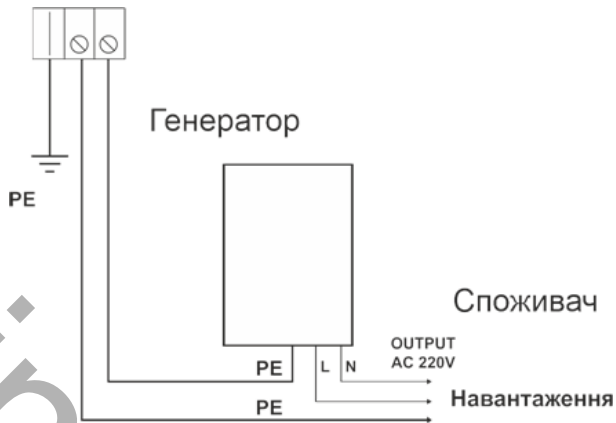 Генератор
PE
Споживач
OUTPUT
AC 220V
PE
L
N
Навантаження
PE